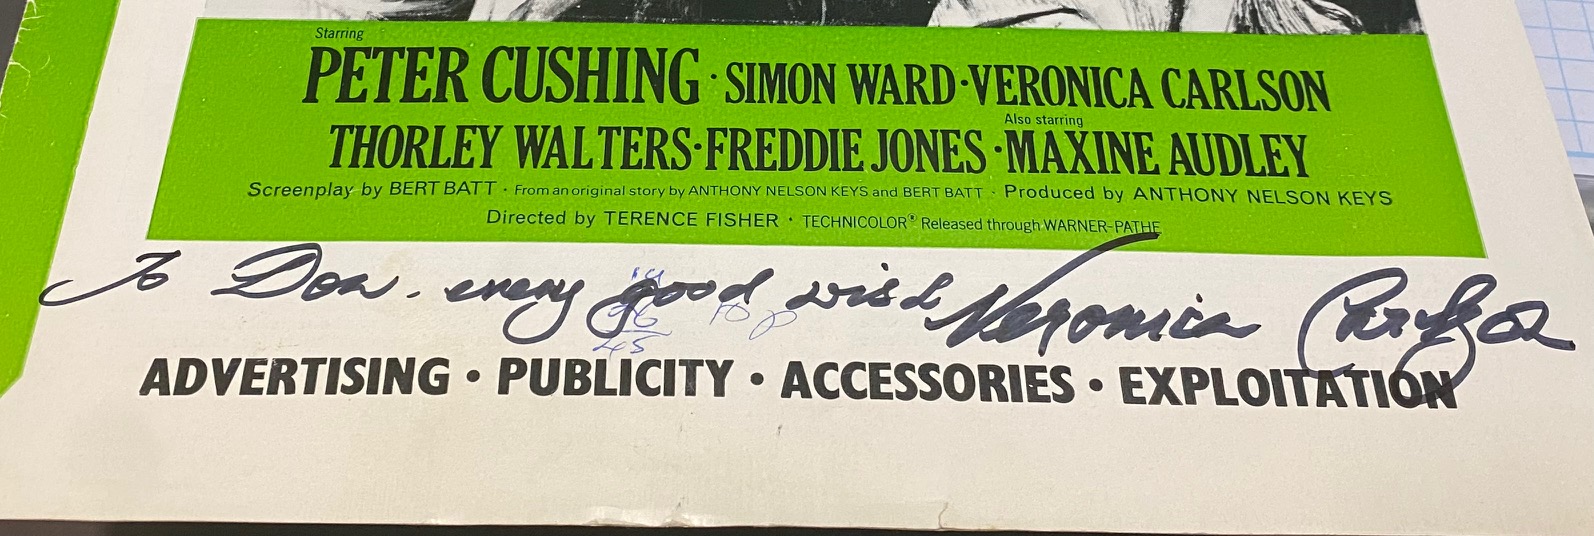 Starring
PETER CUSHING · SIMON WARD · VERONICA CARLSON
Also starring
THORLEY WALTERS · FREDDIE JONES · MAXINE AUDLEY
Screenplay by BERT BATT · From an original story by ANTHONY NELSON KEYS and BERT BATT · Produced by ANTHONY NELSON KEYS
Directed by TERENCE FISHER · TECHNICOLOR® Released through WARNER-PATHE
To Don. every good wish Veronica Carlson
45
ADVERTISING · PUBLICITY · ACCESSORIES · EXPLOITATION